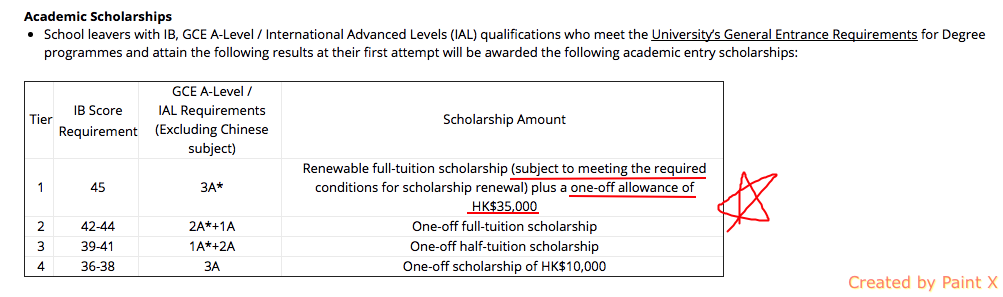 Academic Scholarships
• School leavers with IB, GCE A-Level / International Advanced Levels (IAL) qualifications who meet the University's General Entrance Requirements for Degree
programmes and attain the following results at their first attempt will be awarded the following academic entry scholarships:
Tier
IB Score
Requirement
GCE A-Level /
IAL Requirements
(Excluding Chinese
subject)
Scholarship Amount
1
45
3A*
Renewable full-tuition scholarship (subject to meeting the required
conditions for scholarship renewal) plus a one-off allowance of
HK$35,000
2 42-44 2A*+1A One-off full-tuition scholarship
3 39-41 1A*+2A One-off half-tuition scholarship
4 36-38 3A One-off scholarship of HK$10,000
Created by Paint X